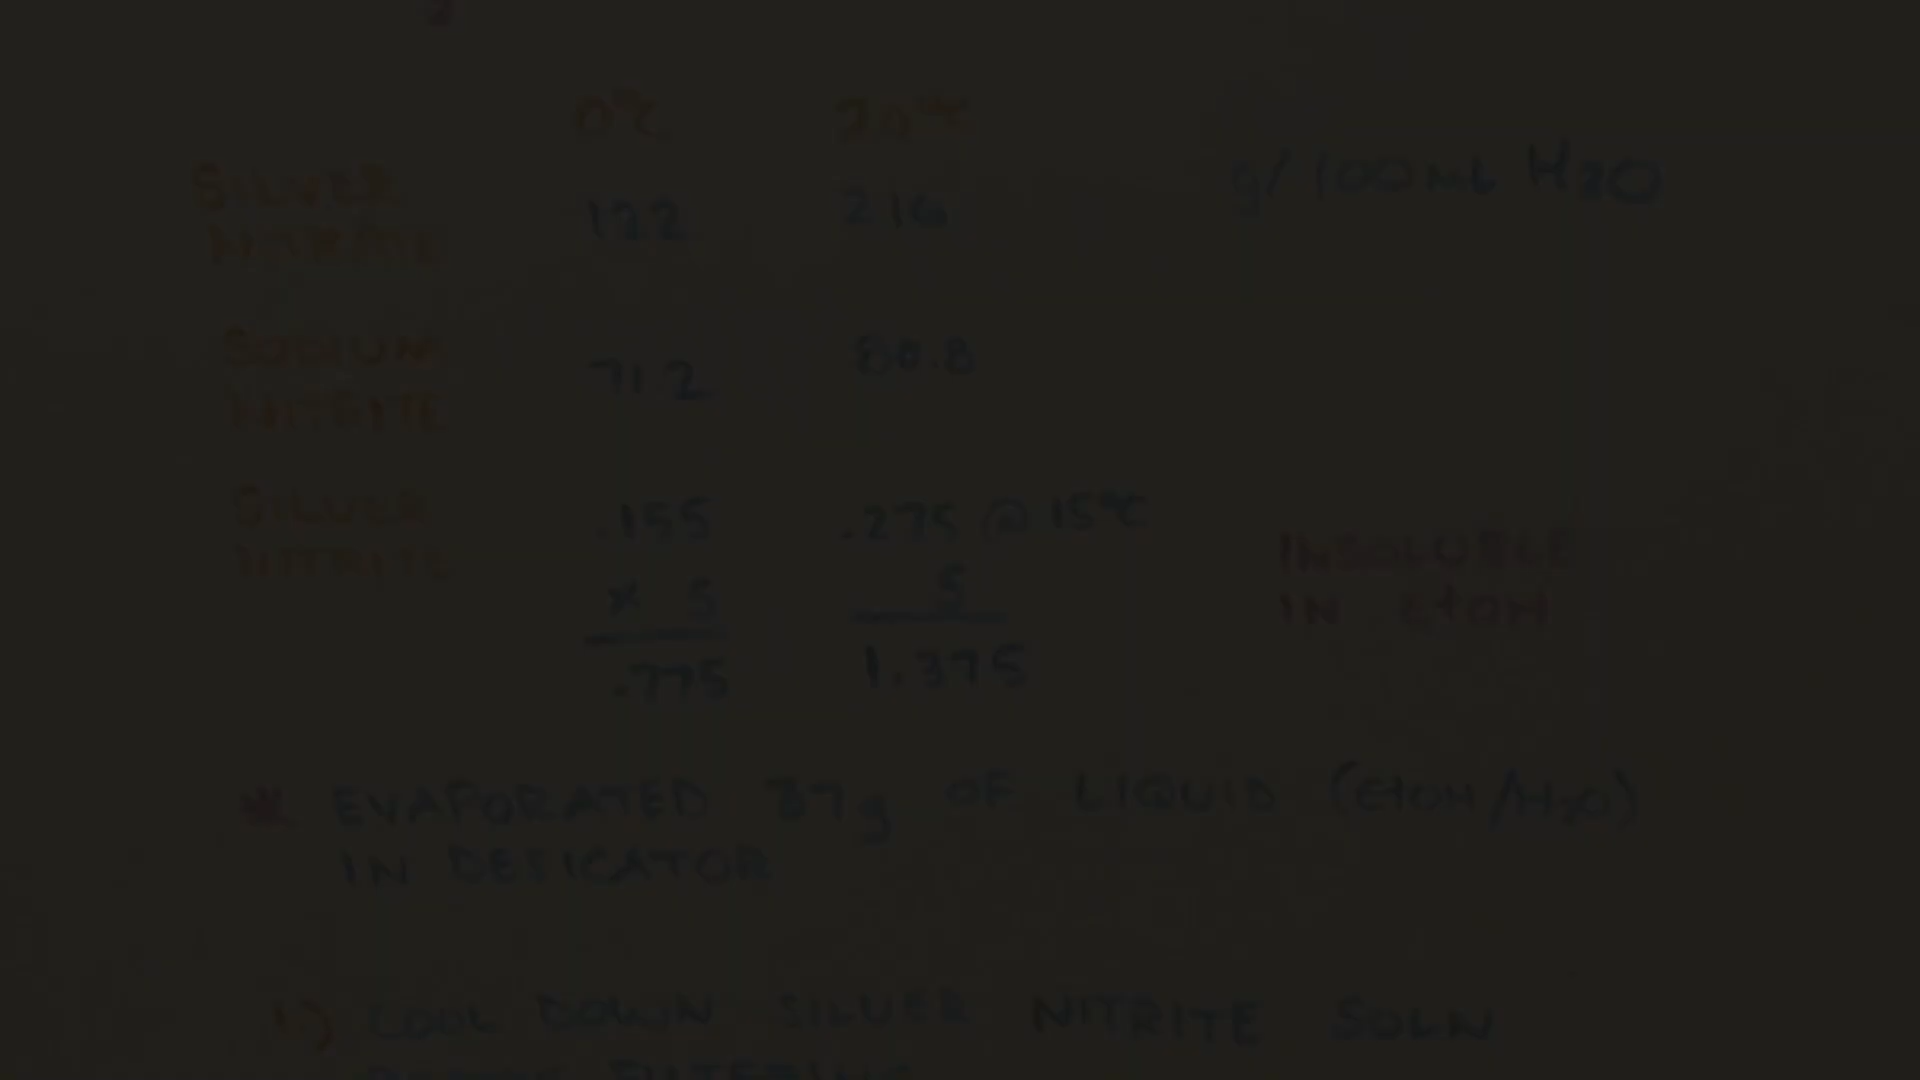 0°C 20°C
g/100mL H2O
SILVER 122 216
NITRATE
SODIUM 71.2 80.8
NITRITE
SILVER .155 .275 @ 15°C
NITRITE
x 5 5
.775 1.375
INSOLUBLE
IN EtOH
* EVAPORATED 37g OF LIQUID (EtOH/H2O)
IN DESICATOR
1) COOL DOWN SILVER NITRITE SOLN
FILTERING